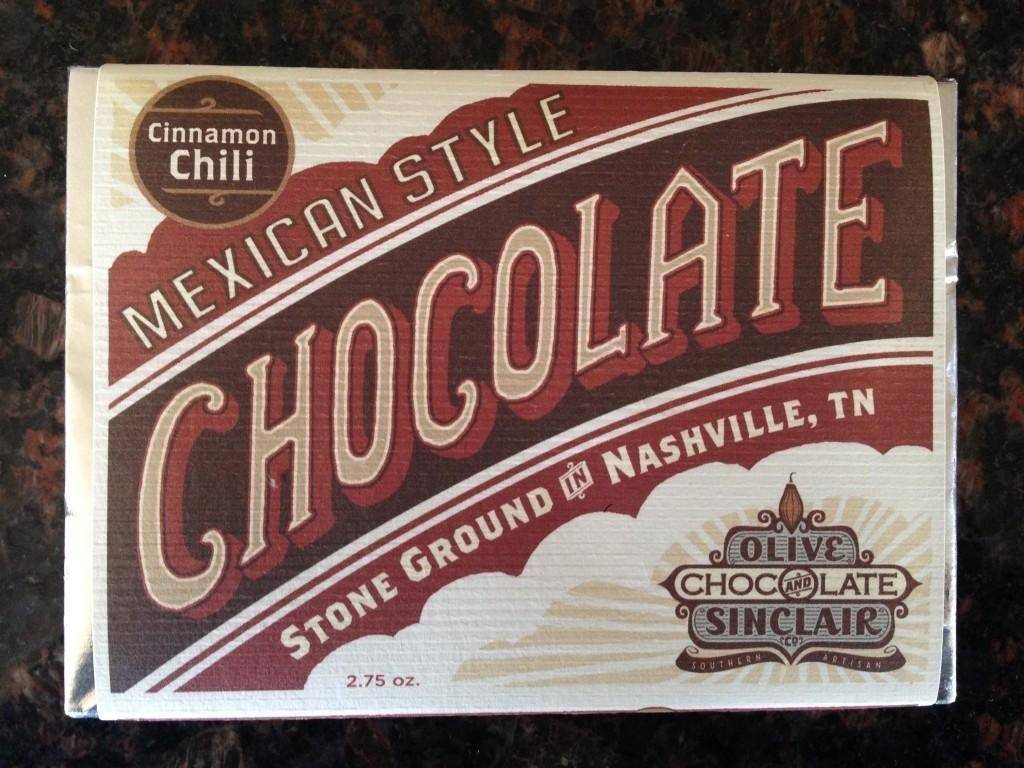 Cinnamon
Chili
MEXICAN STYLE
CHOCOLATE
STONE GROUND IN NASHVILLE, TN
OLIVE
CHOCOLATE
AND
SINCLAIR
CO
SOUTHERN ARTISAN
2.75 oz.